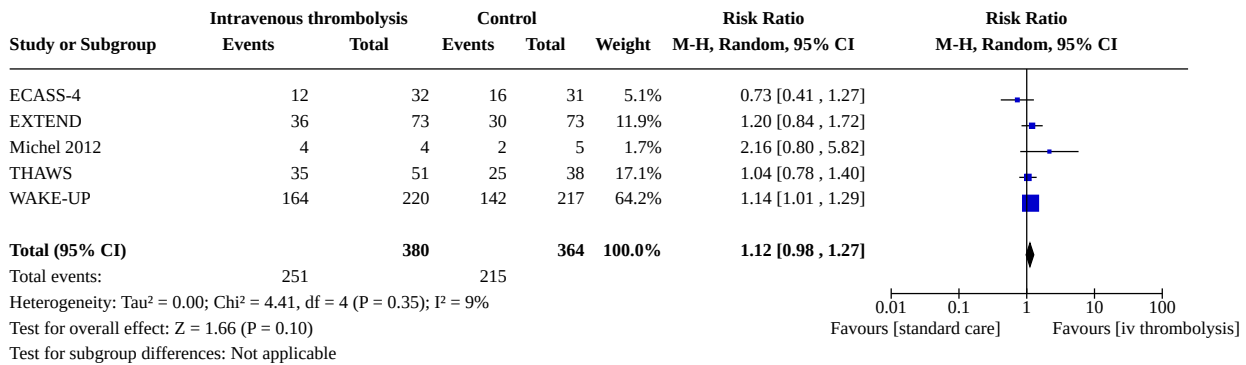 Intravenous thrombolysis Control Risk Ratio Risk Ratio
Study or Subgroup Events Total Events Total Weight M-H, Random, 95% CI M-H, Random, 95% CI
ECASS-4 12 32 16 31 5.1% 0.73 [0.41 , 1.27]
EXTEND 36 73 30 73 11.9% 1.20 [0.84 , 1.72]
Michel 2012 4 4 2 5 1.7% 2.16 [0.80 , 5.82]
THAWS 35 51 25 38 17.1% 1.04 [0.78 , 1.40]
WAKE-UP 164 220 142 217 64.2% 1.14 [1.01 , 1.29]
Total (95% CI) 380 364 100.0% 1.12 [0.98 , 1.27]
Total events: 251 215
Heterogeneity: Tau² = 0.00; Chi² = 4.41, df = 4 (P = 0.35); I² = 9% 0.01 0.1 1 10 100
Test for overall effect: Z = 1.66 (P = 0.10) Favours [standard care] Favours [iv thrombolysis]
Test for subgroup differences: Not applicable